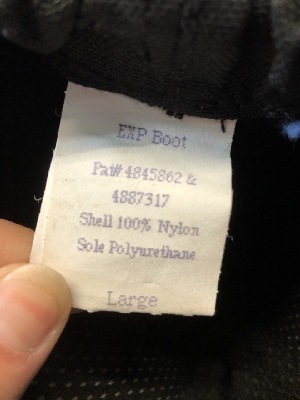 EXP Boot
Pat# 4845862 &
4887317
Shell 100% Nylon
Sole Polyurethane
Large